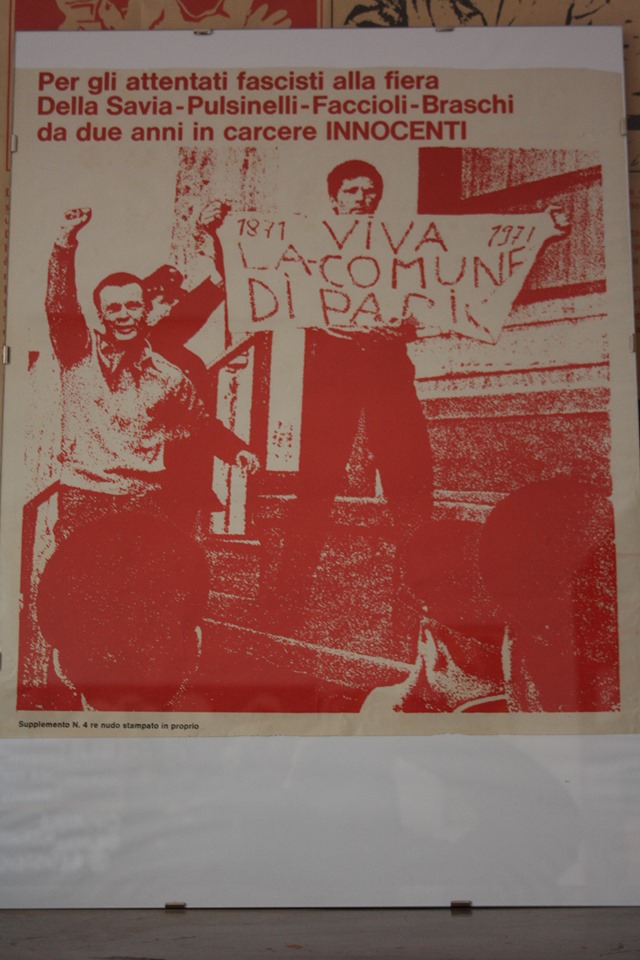 Per gli attentati fascisti alla fiera
Della Savia-Pulsinelli-Faccioli-Braschi
da due anni in carcere INNOCENTI
1871 VIVA 1971
LA COMUNE
DI PARIGI
Supplemento N. 4 re nudo stampato in proprio